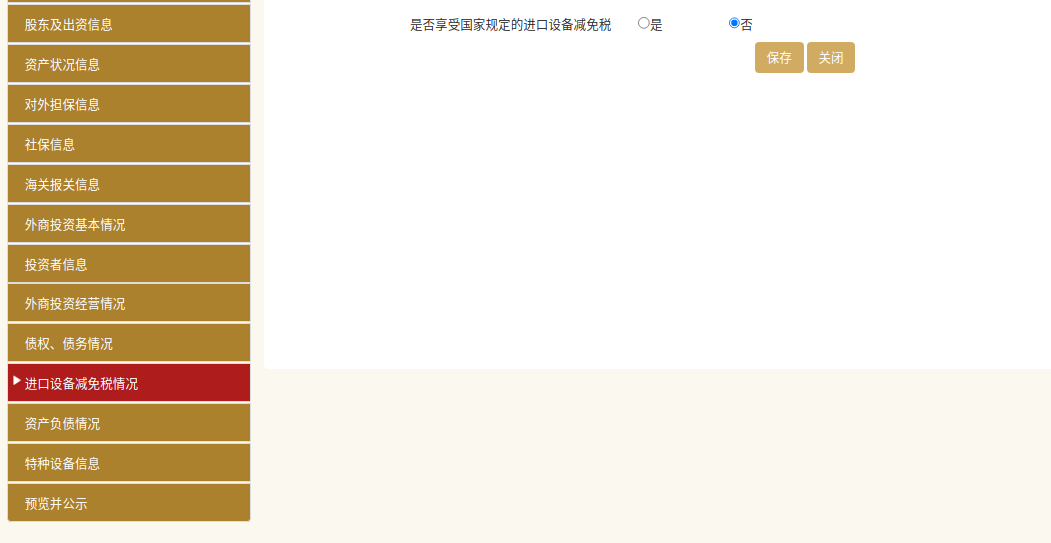 股东及出资信息
资产状况信息
对外担保信息
社保信息
海关报关信息
外商投资基本情况
投资者信息
外商投资经营情况
债权、债务情况
进口设备减免税情况
资产负债情况
特种设备信息
预览并公示
是否享受国家规定的进口设备减免税 是 否
保存 关闭